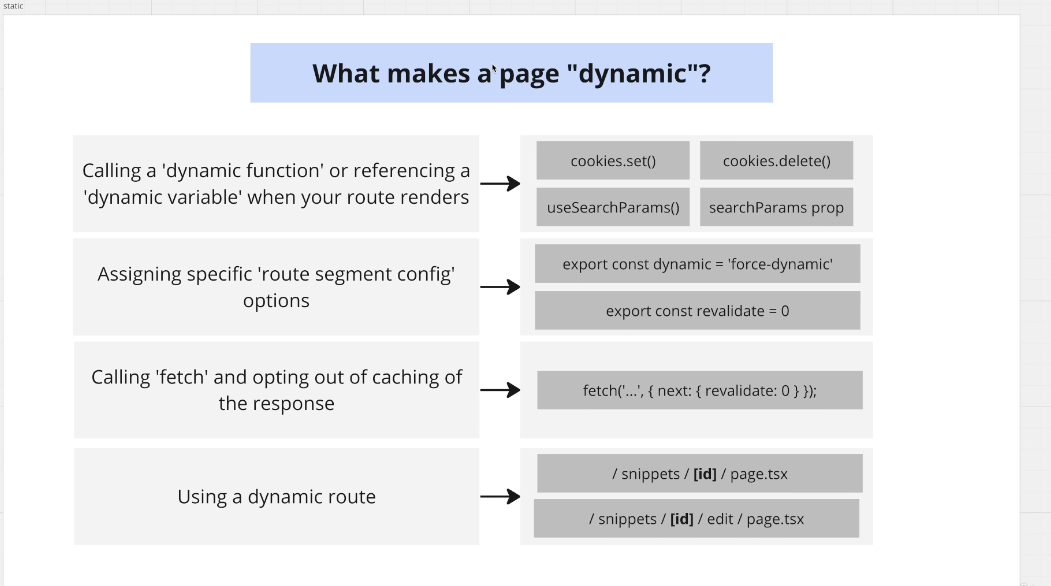 static
What makes a page "dynamic"?
Calling a 'dynamic function' or referencing a
'dynamic variable' when your route renders
cookies.set()
cookies.delete()
useSearchParams()
searchParams prop
Assigning specific 'route segment config'
options
export const dynamic = 'force-dynamic'
export const revalidate = 0
Calling 'fetch' and opting out of caching of
the response
fetch('...', { next: { revalidate: 0 } });
Using a dynamic route
/ snippets / [id] / page.tsx
/ snippets / [id] / edit / page.tsx